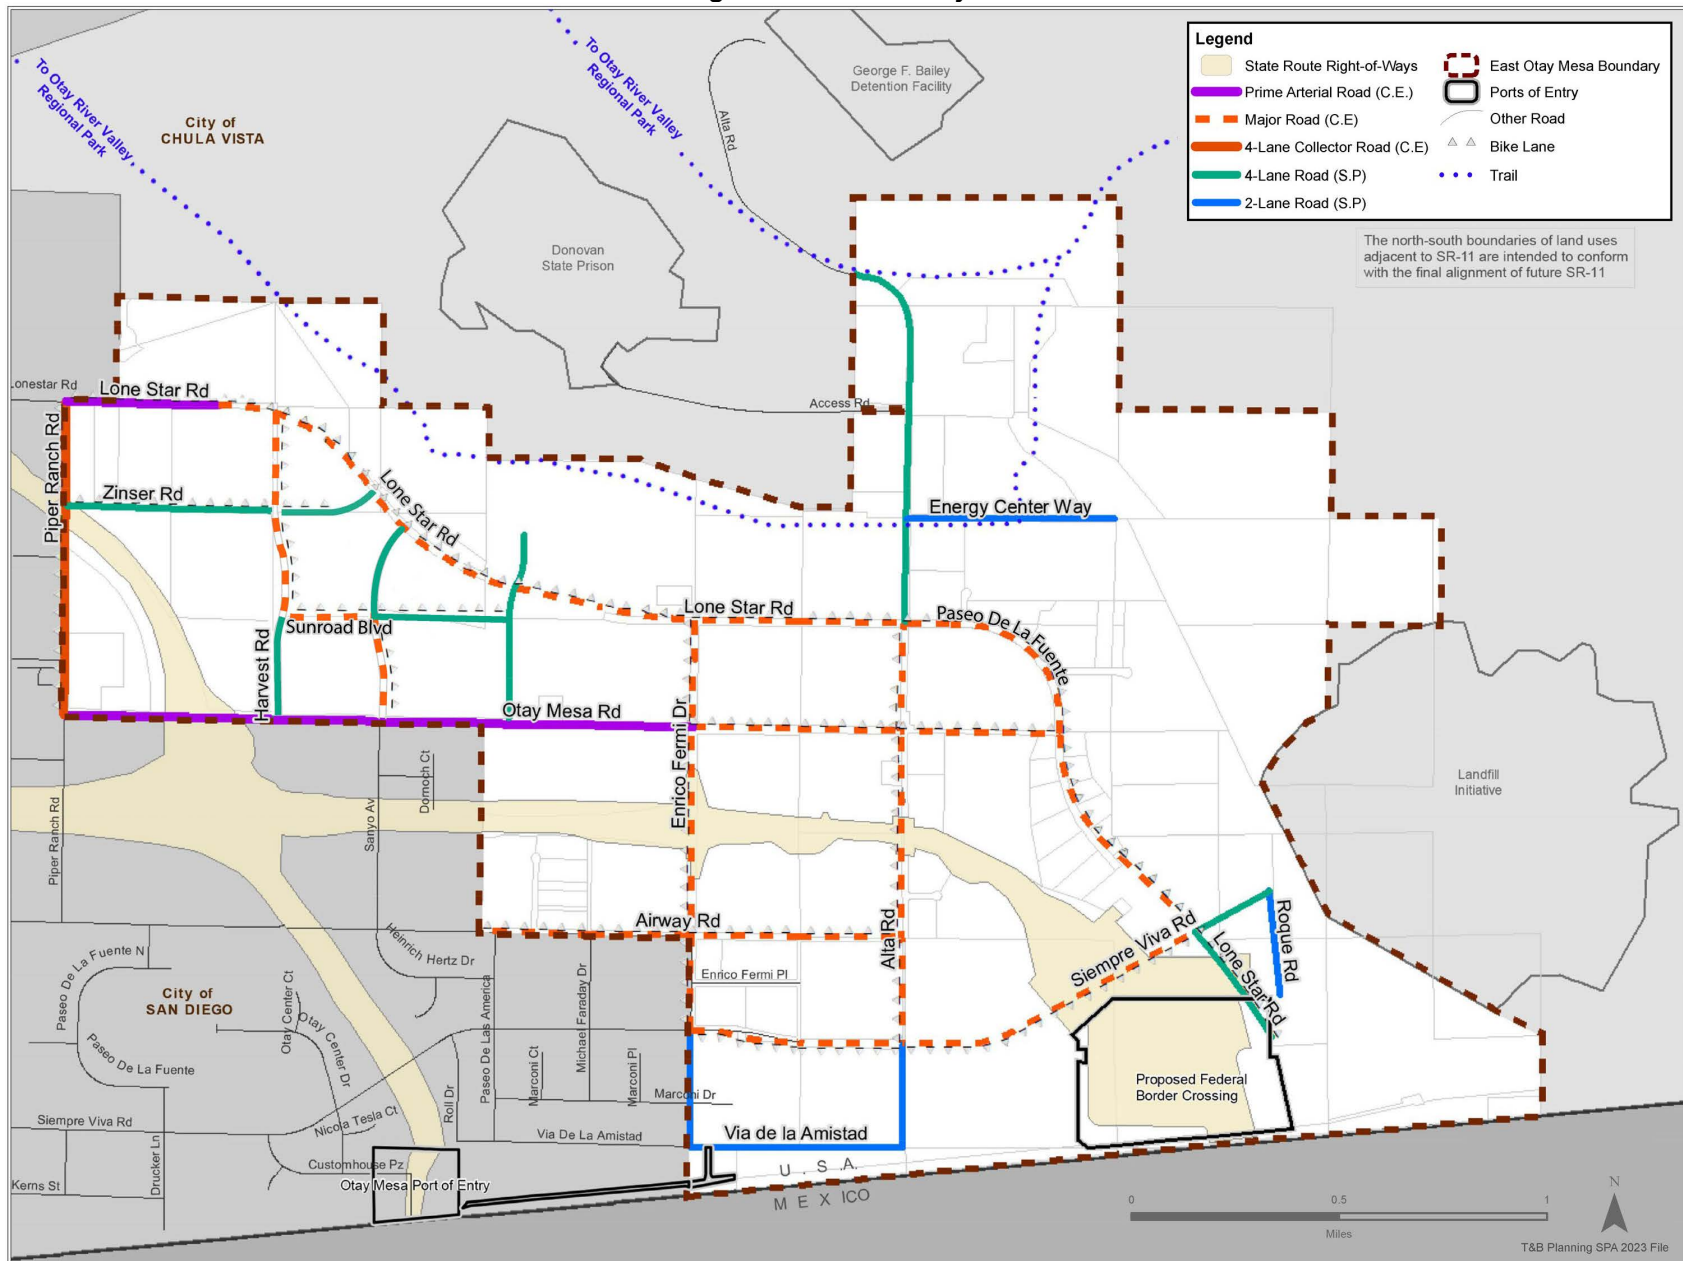 To Otay River Valley
Regional Park
City of
CHULA VISTA
To Otay River Valley
Regional Park
Alta Rd
George F. Bailey
Detention Facility
Donovan
State Prison
Legend
State Route Right-of-Ways
Prime Arterial Road (C.E.)
Major Road (C.E)
4-Lane Collector Road (C.E)
4-Lane Road (S.P)
2-Lane Road (S.P)
East Otay Mesa Boundary
Ports of Entry
Other Road
Bike Lane
Trail
The north-south boundaries of land uses
adjacent to SR-11 are intended to conform
with the final alignment of future SR-11
Lonestar Rd
Lone Star Rd
Access Rd
Piper Ranch Rd
Zinser Rd
Lone Star Rd
Energy Center Way
Lone Star Rd
Paseo De La Fuente
Sunroad Blvd
Harvest Rd
Otay Mesa Rd
Enrico Fermi Dr
Dornoch Ct
Sanyo Av
Piper Ranch Rd
Landfill
Initiative
Airway Rd
Alta Rd
Siempre Viva Rd
Roque Rd
Lone Star Rd
Heinrich Hertz Dr
Paseo De La Fuente N
Paseo De La Fuente
City of
SAN DIEGO
Otay Center Ct
Otay Center Dr
Paseo De Las America
Michael Faraday Dr
Enrico Fermi Pl
Marconi Ct
Marconi Pl
Marconi Dr
Roll Dr
Nicola Tesla Ct
Siempre Viva Rd
Drucker Ln
Via De La Amistad
Via de la Amistad
Proposed Federal
Border Crossing
Customhouse Pz
Kerns St
Otay Mesa Port of Entry
U. S. A.
MEXICO
0 0.5 1
Miles
N
T&B Planning SPA 2023 File